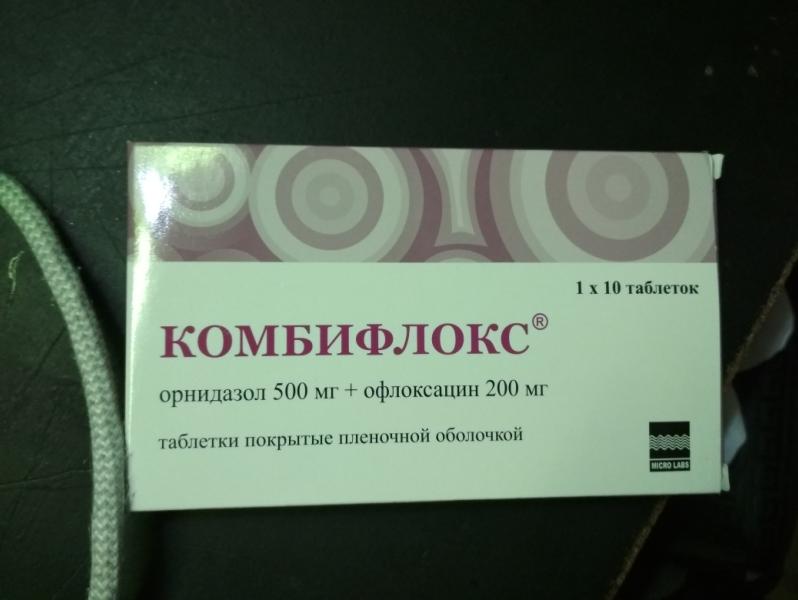 1 х 10 таблеток
КОМБИФЛОКС®
орнидазол 500 мг + офлоксацин 200 мг
таблетки покрытые пленочной оболочкой
MICRO LABS